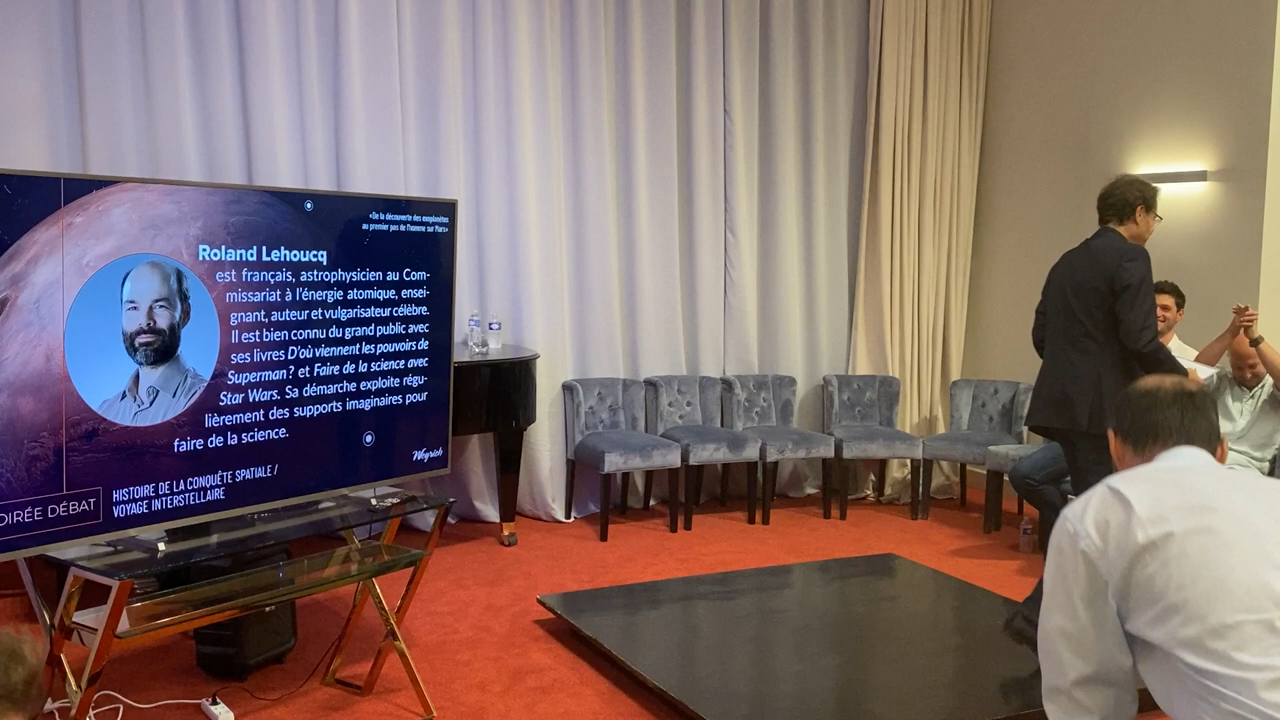 «De la découverte des exoplanètes
au premier pas de l'homme sur Mars»
Roland Lehoucq
est français, astrophysicien au Com-
missariat à l'énergie atomique, ensei-
gnant, auteur et vulgarisateur célèbre.
Il est bien connu du grand public avec
ses livres D'où viennent les pouvoirs de
Superman? et Faire de la science avec
Star Wars. Sa démarche exploite régu-
lièrement des supports imaginaires pour
faire de la science.
Weyrich
OIRÉE DÉBAT
HISTOIRE DE LA CONQUÊTE SPATIALE /
VOYAGE INTERSTELLAIRE